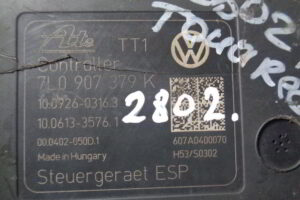 Ate TT1
Controller
7L0 907 379 K
10.0926-0316.3
10.0613-3576.1
2802.
00.0402-050D.1
607A0400070
Made in Hungary
H53/S0302
Steuergeraet ESP